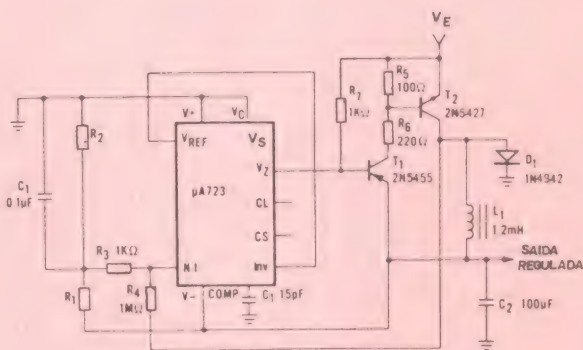 VE
R5
100Ω
R7
1KΩ
T2
2N5427
R6
220Ω
V+
VC
R2
VREF
VS
VZ
T1
2N5455
D1
1N4942
µA723
C1
0.1µF
CL
L1
1.2mH
CS
R3 1KΩ
N.I
Inv
SAIDA
REGULADA
R1
R4
1MΩ
V-
COMP
C1 15pF
C2 100µF